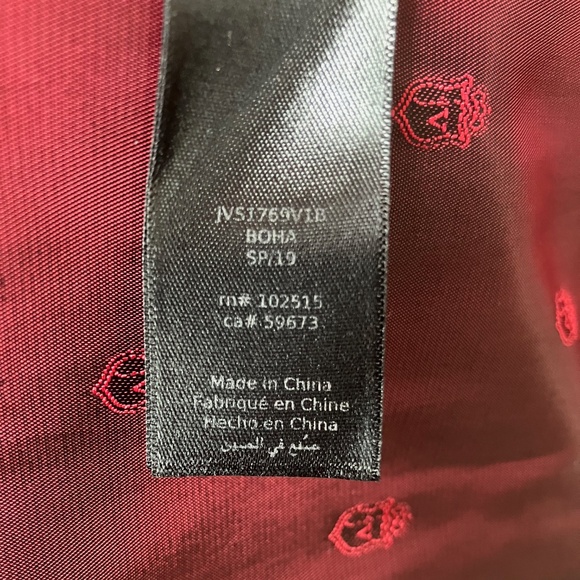 JVS1769V1B
BOHA
SP/19
rn# 102515
ca# 59673
Made in China
Fabriqué en Chine
Hecho en China
صنع في الصين